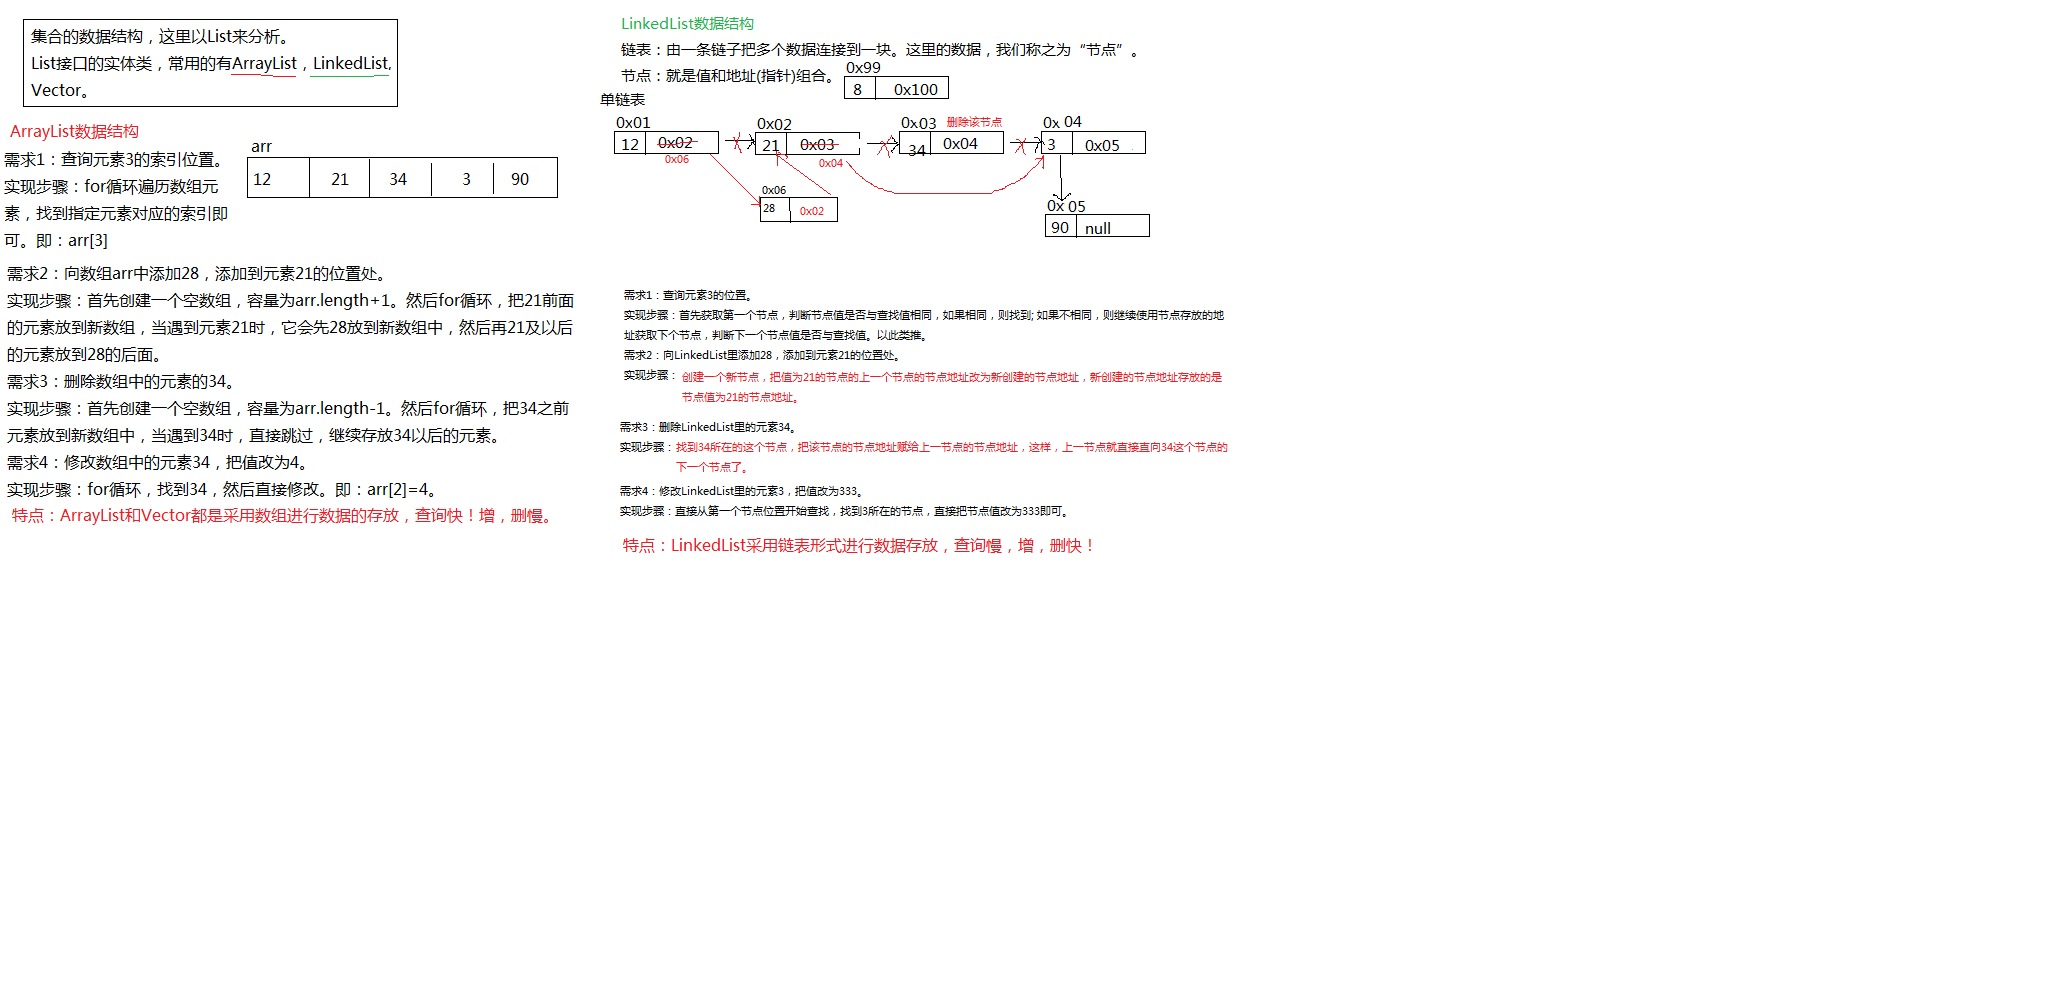 集合的数据结构，这里以List来分析。
List接口的实体类，常用的有ArrayList，LinkedList,
Vector。
ArrayList数据结构
需求1：查询元素3的索引位置。
实现步骤：for循环遍历数组元
素，找到指定元素对应的索引即
可。即：arr[3]
arr
12 21 34 3 90
需求2：向数组arr中添加28，添加到元素21的位置处。
实现步骤：首先创建一个空数组，容量为arr.length+1。然后for循环，把21前面
的元素放到新数组，当遇到元素21时，它会先28放到新数组中，然后再21及以后
的元素放到28的后面。
需求3：删除数组中的元素的34。
实现步骤：首先创建一个空数组，容量为arr.length-1。然后for循环，把34之前
元素放到新数组中，当遇到34时，直接跳过，继续存放34以后的元素。
需求4：修改数组中的元素34，把值改为4。
实现步骤：for循环，找到34，然后直接修改。即：arr[2]=4。
特点：ArrayList和Vector都是采用数组进行数据的存放，查询快！增，删慢。
LinkedList数据结构
链表：由一条链子把多个数据连接到一块。这里的数据，我们称之为“节点”。
节点：就是值和地址(指针)组合。
0x99
8 0x100
单链表
0x01 0x02 0x03 删除该节点 0x 04
12 0x02 21 0x03 34 0x04 3 0x05
0x06 0x04
0x06
28 0x02
0x 05
90 null
需求1：查询元素3的位置。
实现步骤：首先获取第一个节点，判断节点值是否与查找值相同，如果相同，则找到; 如果不相同，则继续使用节点存放的地
址获取下个节点，判断下一个节点值是否与查找值。以此类推。
需求2：向LinkedList里添加28，添加到元素21的位置处。
实现步骤：创建一个新节点，把值为21的节点的上一个节点的节点地址改为新创建的节点地址，新创建的节点地址存放的是
节点值为21的节点地址。
需求3：删除LinkedList里的元素34。
实现步骤：找到34所在的这个节点，把该节点的节点地址赋给上一节点的节点地址，这样，上一节点就直接直向34这个节点的
下一个节点了。
需求4：修改LinkedList里的元素3，把值改为333。
实现步骤：直接从第一个节点位置开始查找，找到3所在的节点，直接把节点值改为333即可。
特点：LinkedList采用链表形式进行数据存放，查询慢，增，删快！